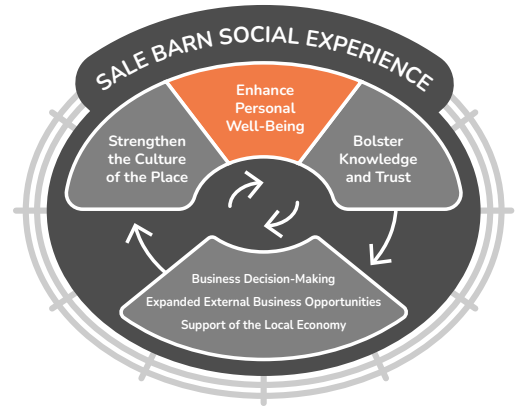 SALE BARN SOCIAL EXPERIENCE
Strengthen
the Culture
of the Place
Enhance
Personal
Well-Being
Bolster
Knowledge
and Trust
Business Decision-Making
Expanded External Business Opportunities
Support of the Local Economy